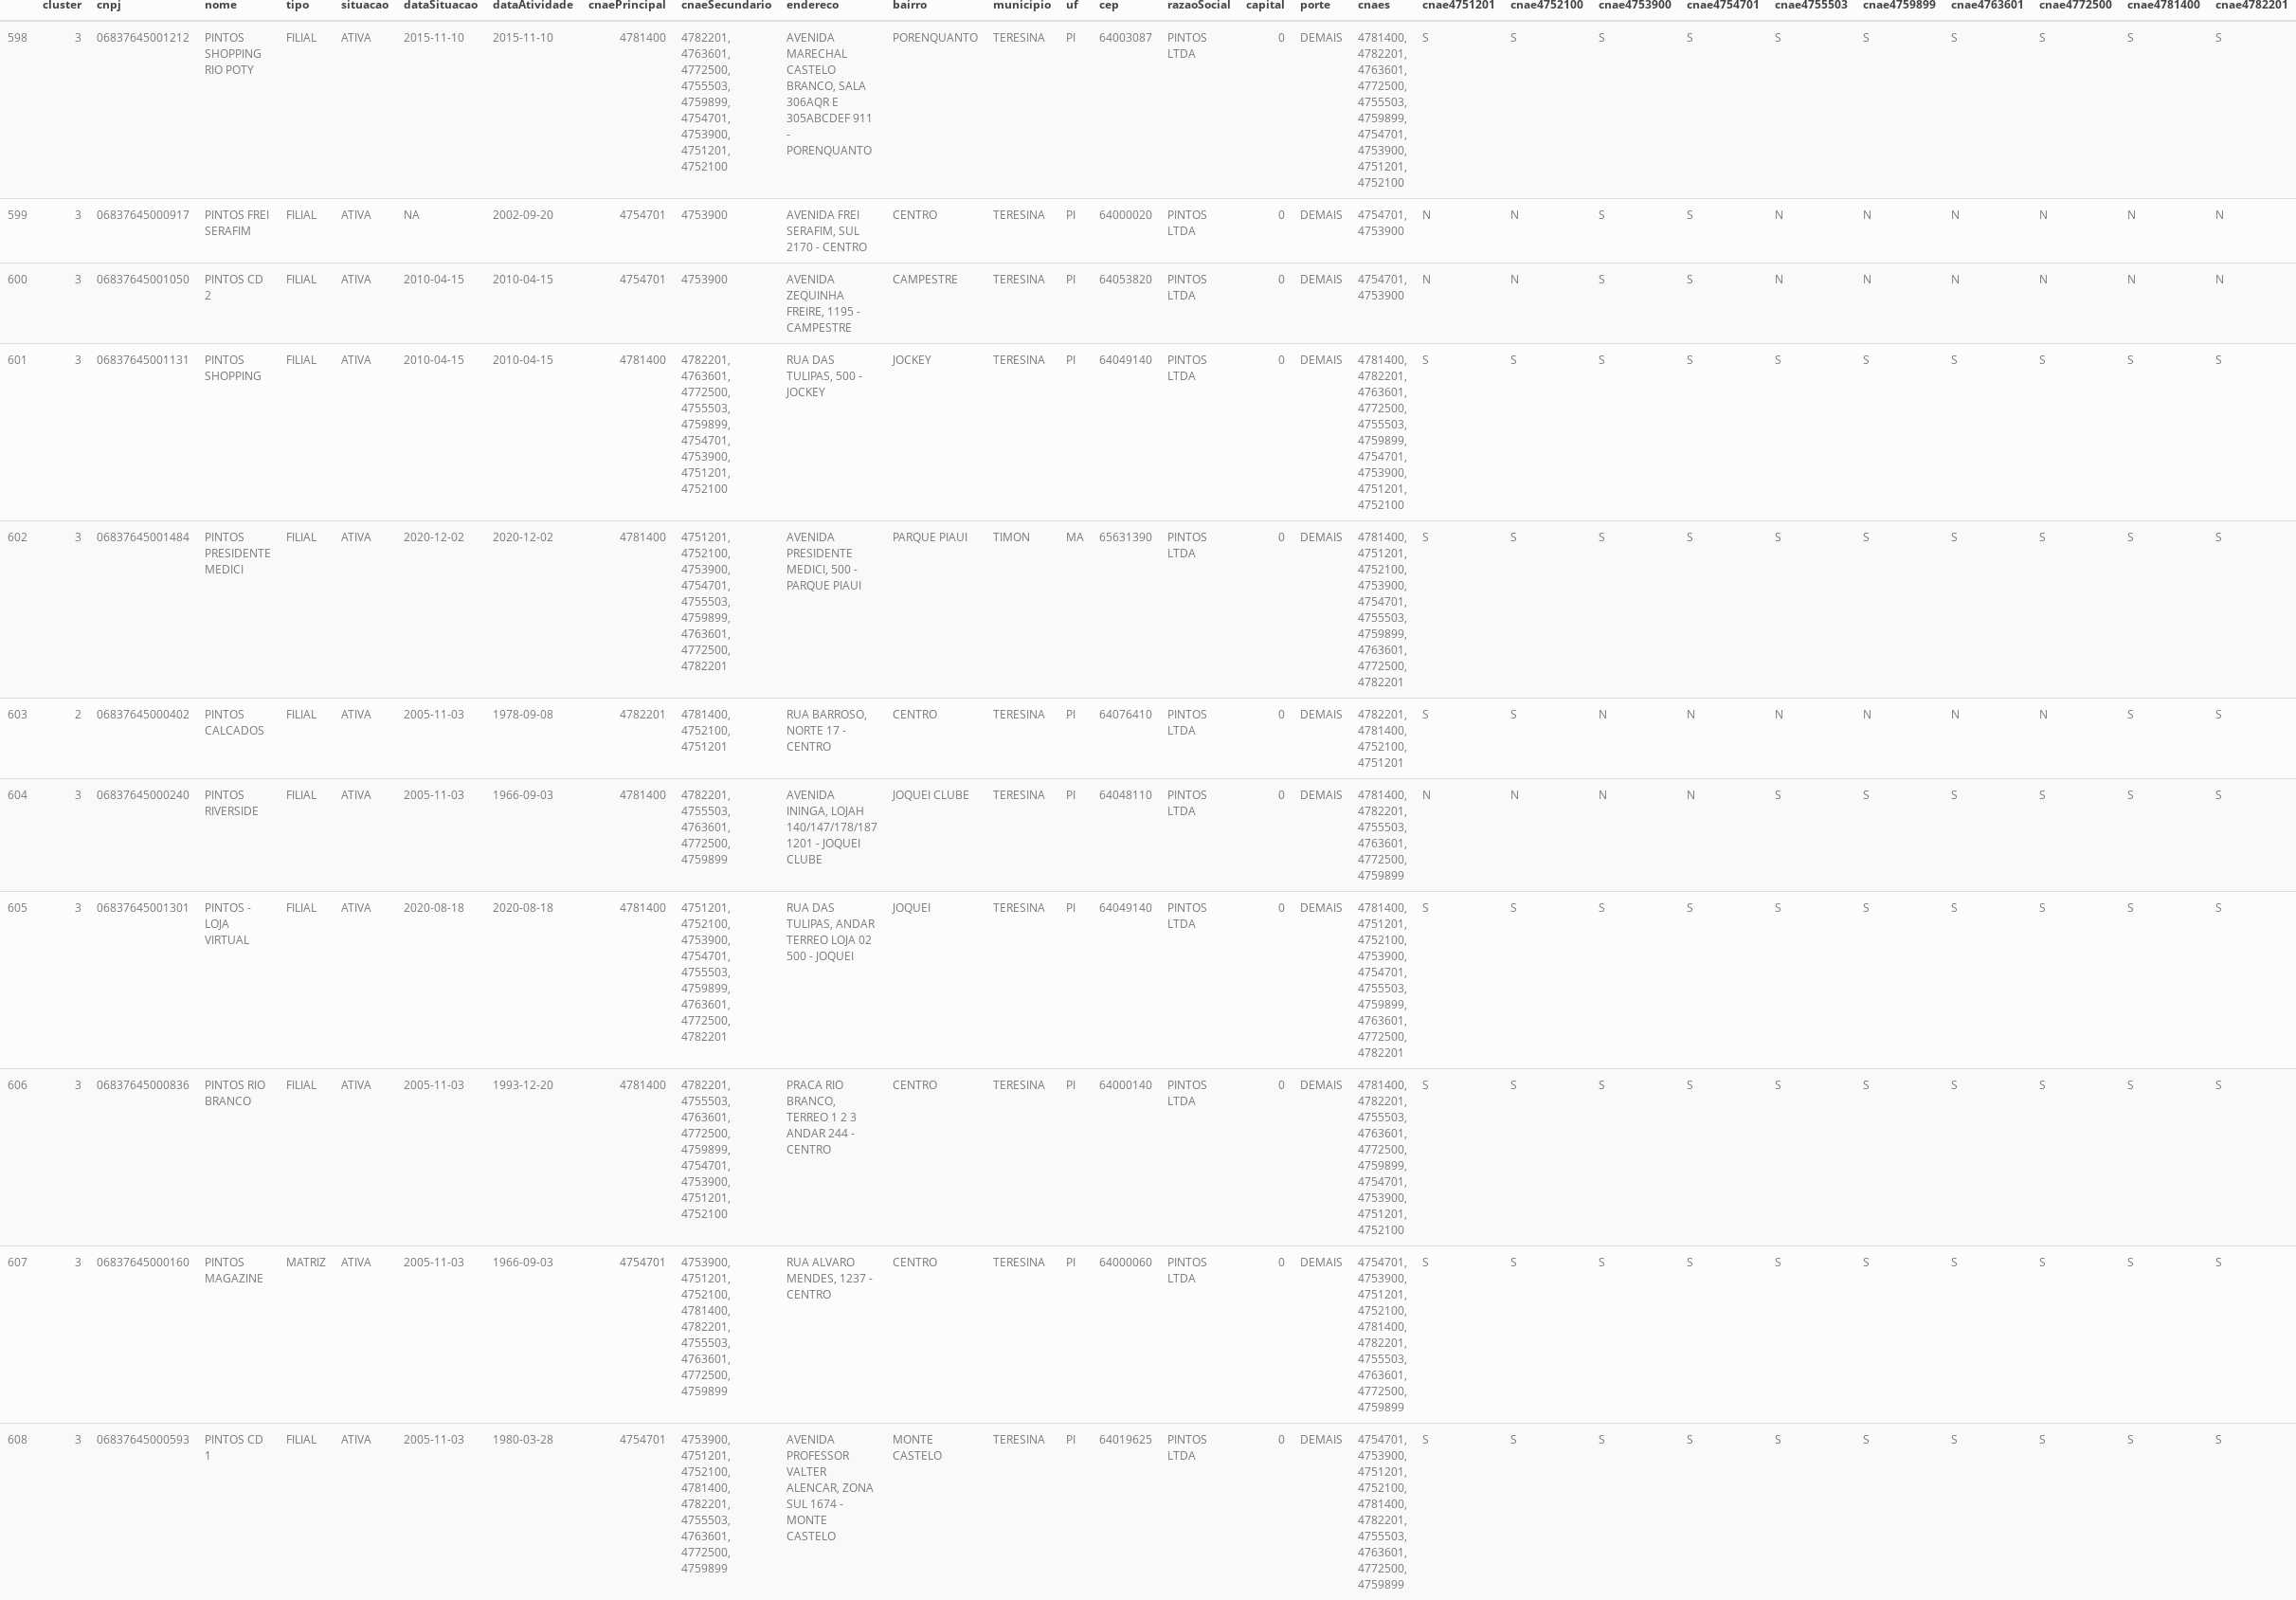 cluster cnpj nome tipo situacao dataSituacao dataAtividade cnaePrincipal cnaeSecundario endereco bairro municipio uf cep razaoSocial capital porte cnaes cnae4751201 cnae4752100 cnae4753900 cnae4754701 cnae4755503 cnae4759899 cnae4763601 cnae4772500 cnae4781400 cnae4782201
598 3 06837645001212 PINTOS FILIAL ATIVA 2015-11-10 2015-11-10 4781400 4782201, AVENIDA PORENQUANTO TERESINA PI 64003087 PINTOS 0 DEMAIS 4781400, S S S S S S S S S S
SHOPPING 4763601, MARECHAL LTDA 4782201,
RIO POTY 4772500, CASTELO 4763601,
4755503, BRANCO, SALA 4772500,
4759899, 306AQR E 4755503,
4754701, 305ABCDEF 911 4759899,
4753900, - 4754701,
4751201, PORENQUANTO 4753900,
4752100 4751201,
4752100
599 3 06837645000917 PINTOS FREI FILIAL ATIVA NA 2002-09-20 4754701 4753900 AVENIDA FREI CENTRO TERESINA PI 64000020 PINTOS 0 DEMAIS 4754701, N N S S N N N N N N
SERAFIM SERAFIM, SUL LTDA 4753900
2170 - CENTRO
600 3 06837645001050 PINTOS CD FILIAL ATIVA 2010-04-15 2010-04-15 4754701 4753900 AVENIDA CAMPESTRE TERESINA PI 64053820 PINTOS 0 DEMAIS 4754701, N N S S N N N N N N
2 ZEQUINHA LTDA 4753900
FREIRE, 1195 -
CAMPESTRE
601 3 06837645001131 PINTOS FILIAL ATIVA 2010-04-15 2010-04-15 4781400 4782201, RUA DAS JOCKEY TERESINA PI 64049140 PINTOS 0 DEMAIS 4781400, S S S S S S S S S S
SHOPPING 4763601, TULIPAS, 500 - LTDA 4782201,
4772500, JOCKEY 4763601,
4755503, 4772500,
4759899, 4755503,
4754701, 4759899,
4753900, 4754701,
4751201, 4753900,
4752100 4751201,
4752100
602 3 06837645001484 PINTOS FILIAL ATIVA 2020-12-02 2020-12-02 4781400 4751201, AVENIDA PARQUE PIAUI TIMON MA 65631390 PINTOS 0 DEMAIS 4781400, S S S S S S S S S S
PRESIDENTE 4752100, PRESIDENTE LTDA 4751201,
MEDICI 4753900, MEDICI, 500 - 4752100,
4754701, PARQUE PIAUI 4753900,
4755503, 4754701,
4759899, 4755503,
4763601, 4759899,
4772500, 4763601,
4782201 4772500,
4782201
603 2 06837645000402 PINTOS FILIAL ATIVA 2005-11-03 1978-09-08 4782201 4781400, RUA BARROSO, CENTRO TERESINA PI 64076410 PINTOS 0 DEMAIS 4782201, S S N N N N N N S S
CALCADOS 4752100, NORTE 17 - LTDA 4781400,
4751201 CENTRO 4752100,
4751201
604 3 06837645000240 PINTOS FILIAL ATIVA 2005-11-03 1966-09-03 4781400 4782201, AVENIDA JOQUEI CLUBE TERESINA PI 64048110 PINTOS 0 DEMAIS 4781400, N N N N S S S S S S
RIVERSIDE 4755503, ININGA, LOJAH LTDA 4782201,
4763601, 140/147/178/187 4755503,
4772500, 1201 - JOQUEI 4763601,
4759899 CLUBE 4772500,
4759899
605 3 06837645001301 PINTOS - FILIAL ATIVA 2020-08-18 2020-08-18 4781400 4751201, RUA DAS JOQUEI TERESINA PI 64049140 PINTOS 0 DEMAIS 4781400, S S S S S S S S S S
LOJA 4752100, TULIPAS, ANDAR LTDA 4751201,
VIRTUAL 4753900, TERREO LOJA 02 4752100,
4754701, 500 - JOQUEI 4753900,
4755503, 4754701,
4759899, 4755503,
4763601, 4759899,
4772500, 4763601,
4782201 4772500,
4782201
606 3 06837645000836 PINTOS RIO FILIAL ATIVA 2005-11-03 1993-12-20 4781400 4782201, PRACA RIO CENTRO TERESINA PI 64000140 PINTOS 0 DEMAIS 4781400, S S S S S S S S S S
BRANCO 4755503, BRANCO, LTDA 4782201,
4763601, TERREO 1 2 3 4755503,
4772500, ANDAR 244 - 4763601,
4759899, CENTRO 4772500,
4754701, 4759899,
4753900, 4754701,
4751201, 4753900,
4752100 4751201,
4752100
607 3 06837645000160 PINTOS MATRIZ ATIVA 2005-11-03 1966-09-03 4754701 4753900, RUA ALVARO CENTRO TERESINA PI 64000060 PINTOS 0 DEMAIS 4754701, S S S S S S S S S S
MAGAZINE 4751201, MENDES, 1237 - LTDA 4753900,
4752100, CENTRO 4751201,
4781400, 4752100,
4782201, 4781400,
4755503, 4782201,
4763601, 4755503,
4772500, 4763601,
4759899 4772500,
4759899
608 3 06837645000593 PINTOS CD FILIAL ATIVA 2005-11-03 1980-03-28 4754701 4753900, AVENIDA MONTE TERESINA PI 64019625 PINTOS 0 DEMAIS 4754701, S S S S S S S S S S
1 4751201, PROFESSOR CASTELO LTDA 4753900,
4752100, VALTER 4751201,
4781400, ALENCAR, ZONA 4752100,
4782201, SUL 1674 - 4781400,
4755503, MONTE 4782201,
4763601, CASTELO 4755503,
4772500, 4763601,
4759899 4772500,
4759899